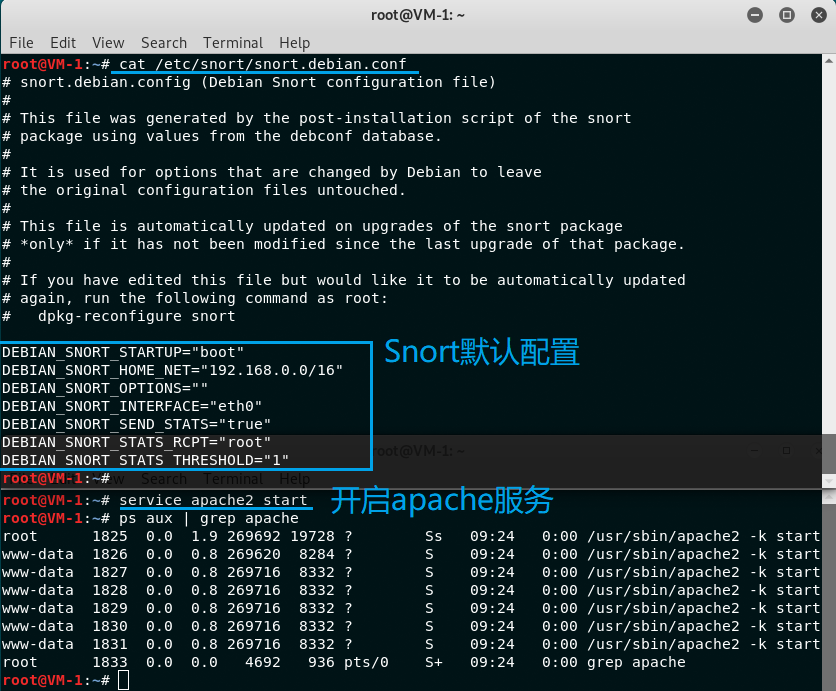 root@VM-1: ~
File Edit View Search Terminal Help
root@VM-1:~# cat /etc/snort/snort.debian.conf
# snort.debian.config (Debian Snort configuration file)
#
# This file was generated by the post-installation script of the snort
# package using values from the debconf database.
#
# It is used for options that are changed by Debian to leave
# the original configuration files untouched.
#
# This file is automatically updated on upgrades of the snort package
# *only* if it has not been modified since the last upgrade of that package.
#
# If you have edited this file but would like it to be automatically updated
# again, run the following command as root:
#   dpkg-reconfigure snort
DEBIAN_SNORT_STARTUP="boot"
Snort默认配置
DEBIAN_SNORT_HOME_NET="192.168.0.0/16"
DEBIAN_SNORT_OPTIONS=""
DEBIAN_SNORT_INTERFACE="eth0"
DEBIAN_SNORT_SEND_STATS="true"
DEBIAN_SNORT_STATS_RCPT="root"
root@VM-1: ~
DEBIAN_SNORT_STATS_THRESHOLD="1"
root@VM-1:~#
Search Terminal Help
root@VM-1:~# service apache2 start
开启apache服务
root@VM-1:~# ps aux | grep apache
root      1825  0.0  1.9 269692 19728 ?        Ss   09:24   0:00 /usr/sbin/apache2 -k start
www-data  1826  0.0  0.8 269620  8284 ?        S    09:24   0:00 /usr/sbin/apache2 -k start
www-data  1827  0.0  0.8 269716  8332 ?        S    09:24   0:00 /usr/sbin/apache2 -k start
www-data  1828  0.0  0.8 269716  8332 ?        S    09:24   0:00 /usr/sbin/apache2 -k start
www-data  1829  0.0  0.8 269716  8332 ?        S    09:24   0:00 /usr/sbin/apache2 -k start
www-data  1830  0.0  0.8 269716  8332 ?        S    09:24   0:00 /usr/sbin/apache2 -k start
www-data  1831  0.0  0.8 269716  8332 ?        S    09:24   0:00 /usr/sbin/apache2 -k start
root      1833  0.0  0.0   4692   936 pts/0    S+   09:24   0:00 grep apache
root@VM-1:~#